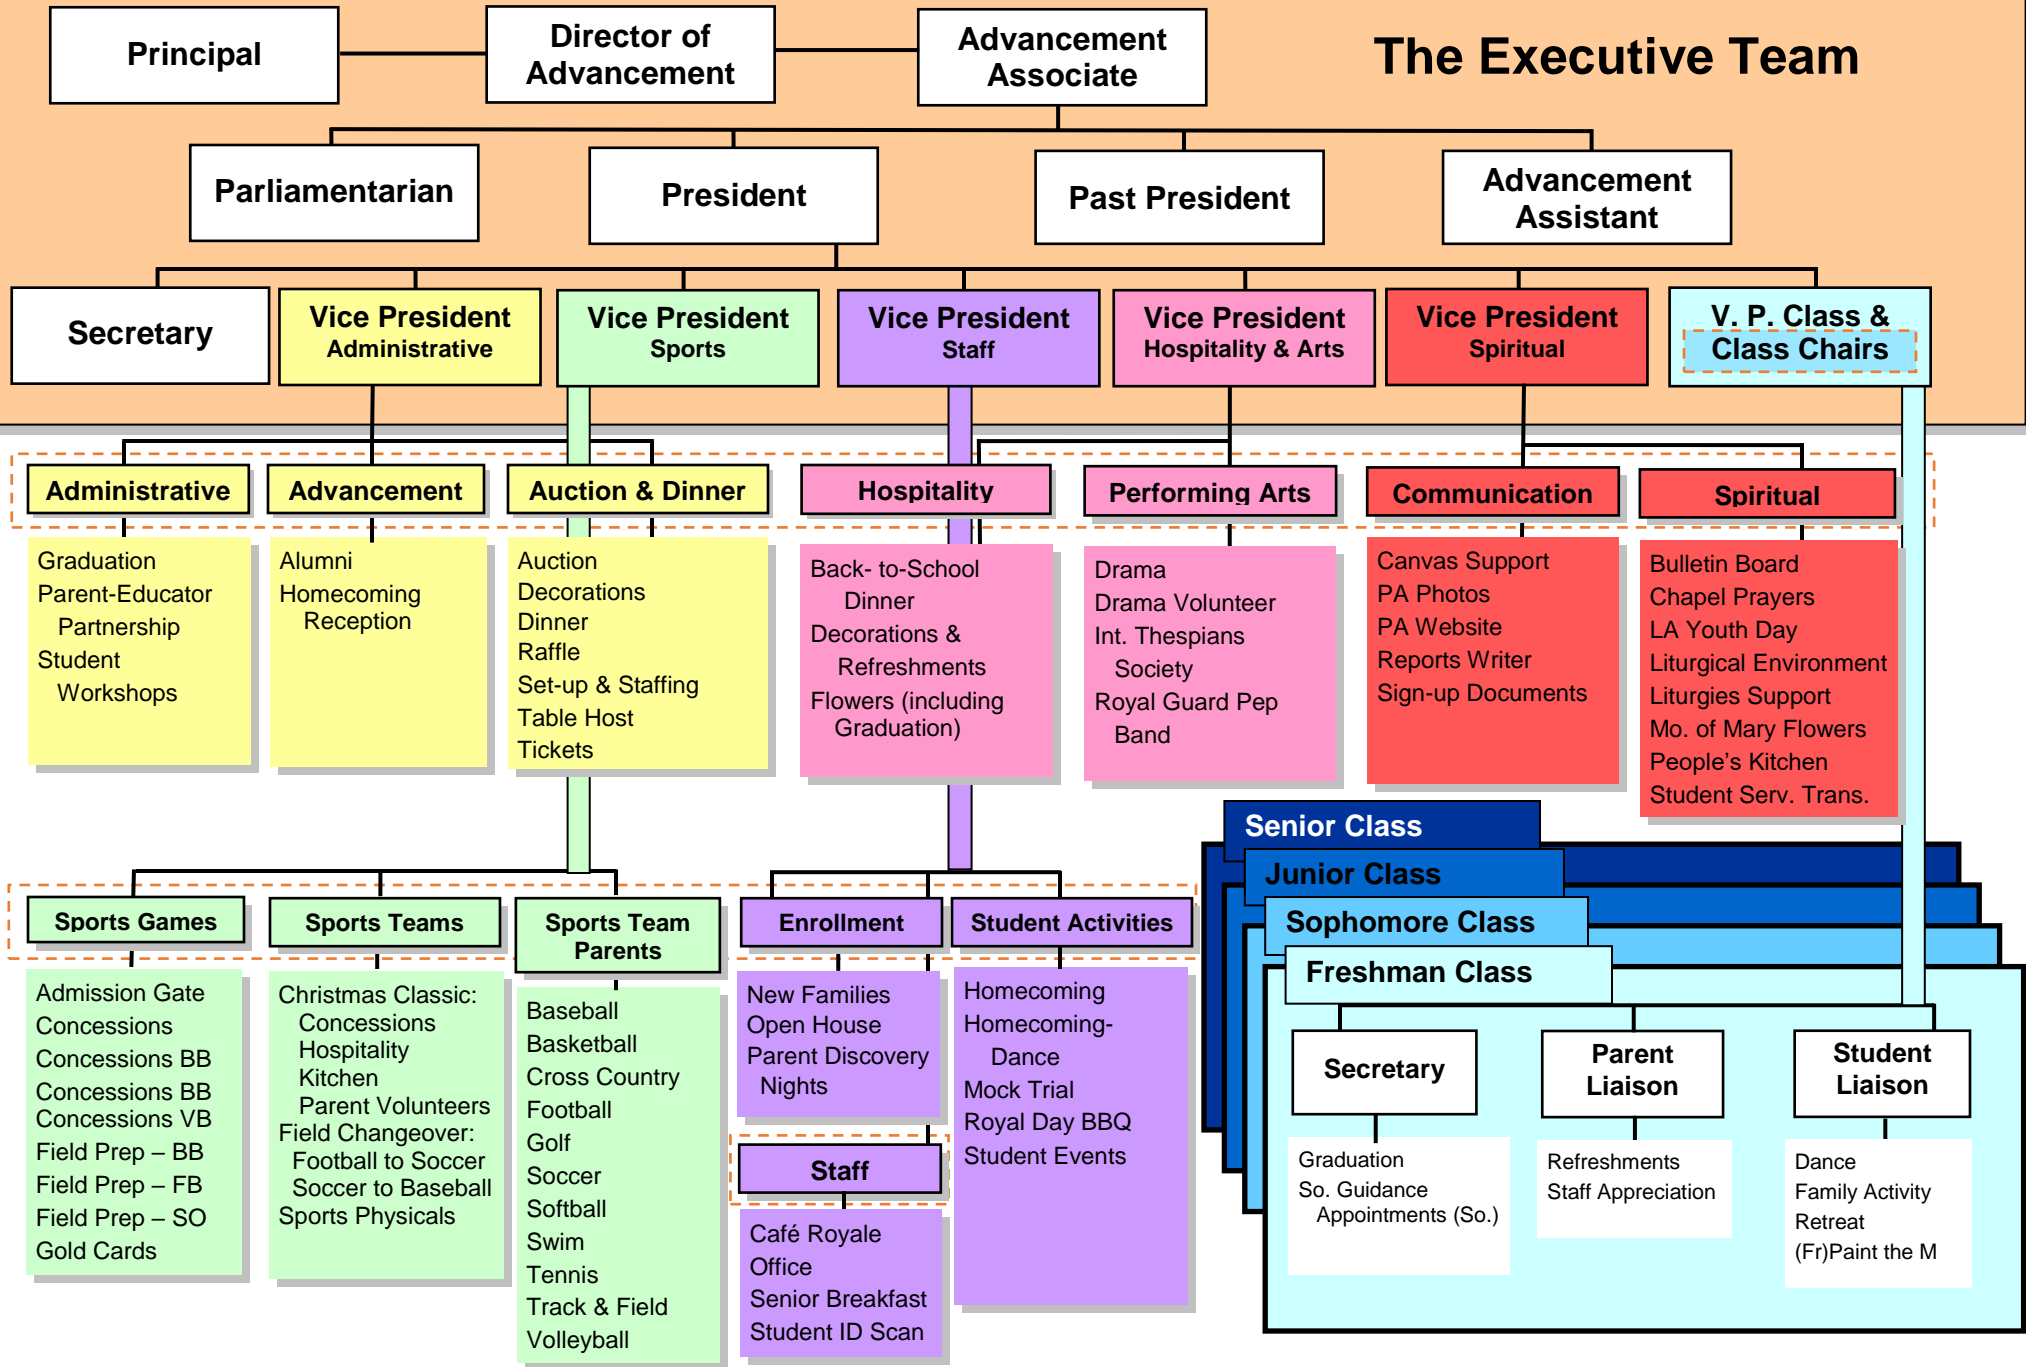 The Executive Team
Principal
Director of
Advancement
Advancement
Associate
Parliamentarian
President
Past President
Advancement
Assistant
Secretary
Vice President
Administrative
Vice President
Sports
Vice President
Staff
Vice President
Hospitality & Arts
Vice President
Spiritual
V. P. Class &
Class Chairs
Administrative
Graduation
Parent-Educator
Partnership
Student
Workshops
Advancement
Alumni
Homecoming
Reception
Auction & Dinner
Auction
Decorations
Dinner
Raffle
Set-up & Staffing
Table Host
Tickets
Hospitality
Back- to-School
Dinner
Decorations &
Refreshments
Flowers (including
Graduation)
Performing Arts
Drama
Drama Volunteer
Int. Thespians
Society
Royal Guard Pep
Band
Communication
Canvas Support
PA Photos
PA Website
Reports Writer
Sign-up Documents
Spiritual
Bulletin Board
Chapel Prayers
LA Youth Day
Liturgical Environment
Liturgies Support
Mo. of Mary Flowers
People’s Kitchen
Student Serv. Trans.
Sports Games
Admission Gate
Concessions
Concessions BB
Concessions BB
Concessions VB
Field Prep – BB
Field Prep – FB
Field Prep – SO
Gold Cards
Sports Teams
Christmas Classic:
Concessions
Hospitality
Kitchen
Parent Volunteers
Field Changeover:
Football to Soccer
Soccer to Baseball
Sports Physicals
Sports Team
Parents
Baseball
Basketball
Cross Country
Football
Golf
Soccer
Softball
Swim
Tennis
Track & Field
Volleyball
Enrollment
New Families
Open House
Parent Discovery
Nights
Staff
Café Royale
Office
Senior Breakfast
Student ID Scan
Student Activities
Homecoming
Homecoming-
Dance
Mock Trial
Royal Day BBQ
Student Events
Senior Class
Junior Class
Sophomore Class
Freshman Class
Secretary
Graduation
So. Guidance
Appointments (So.)
Parent
Liaison
Refreshments
Staff Appreciation
Student
Liaison
Dance
Family Activity
Retreat
(Fr)Paint the M